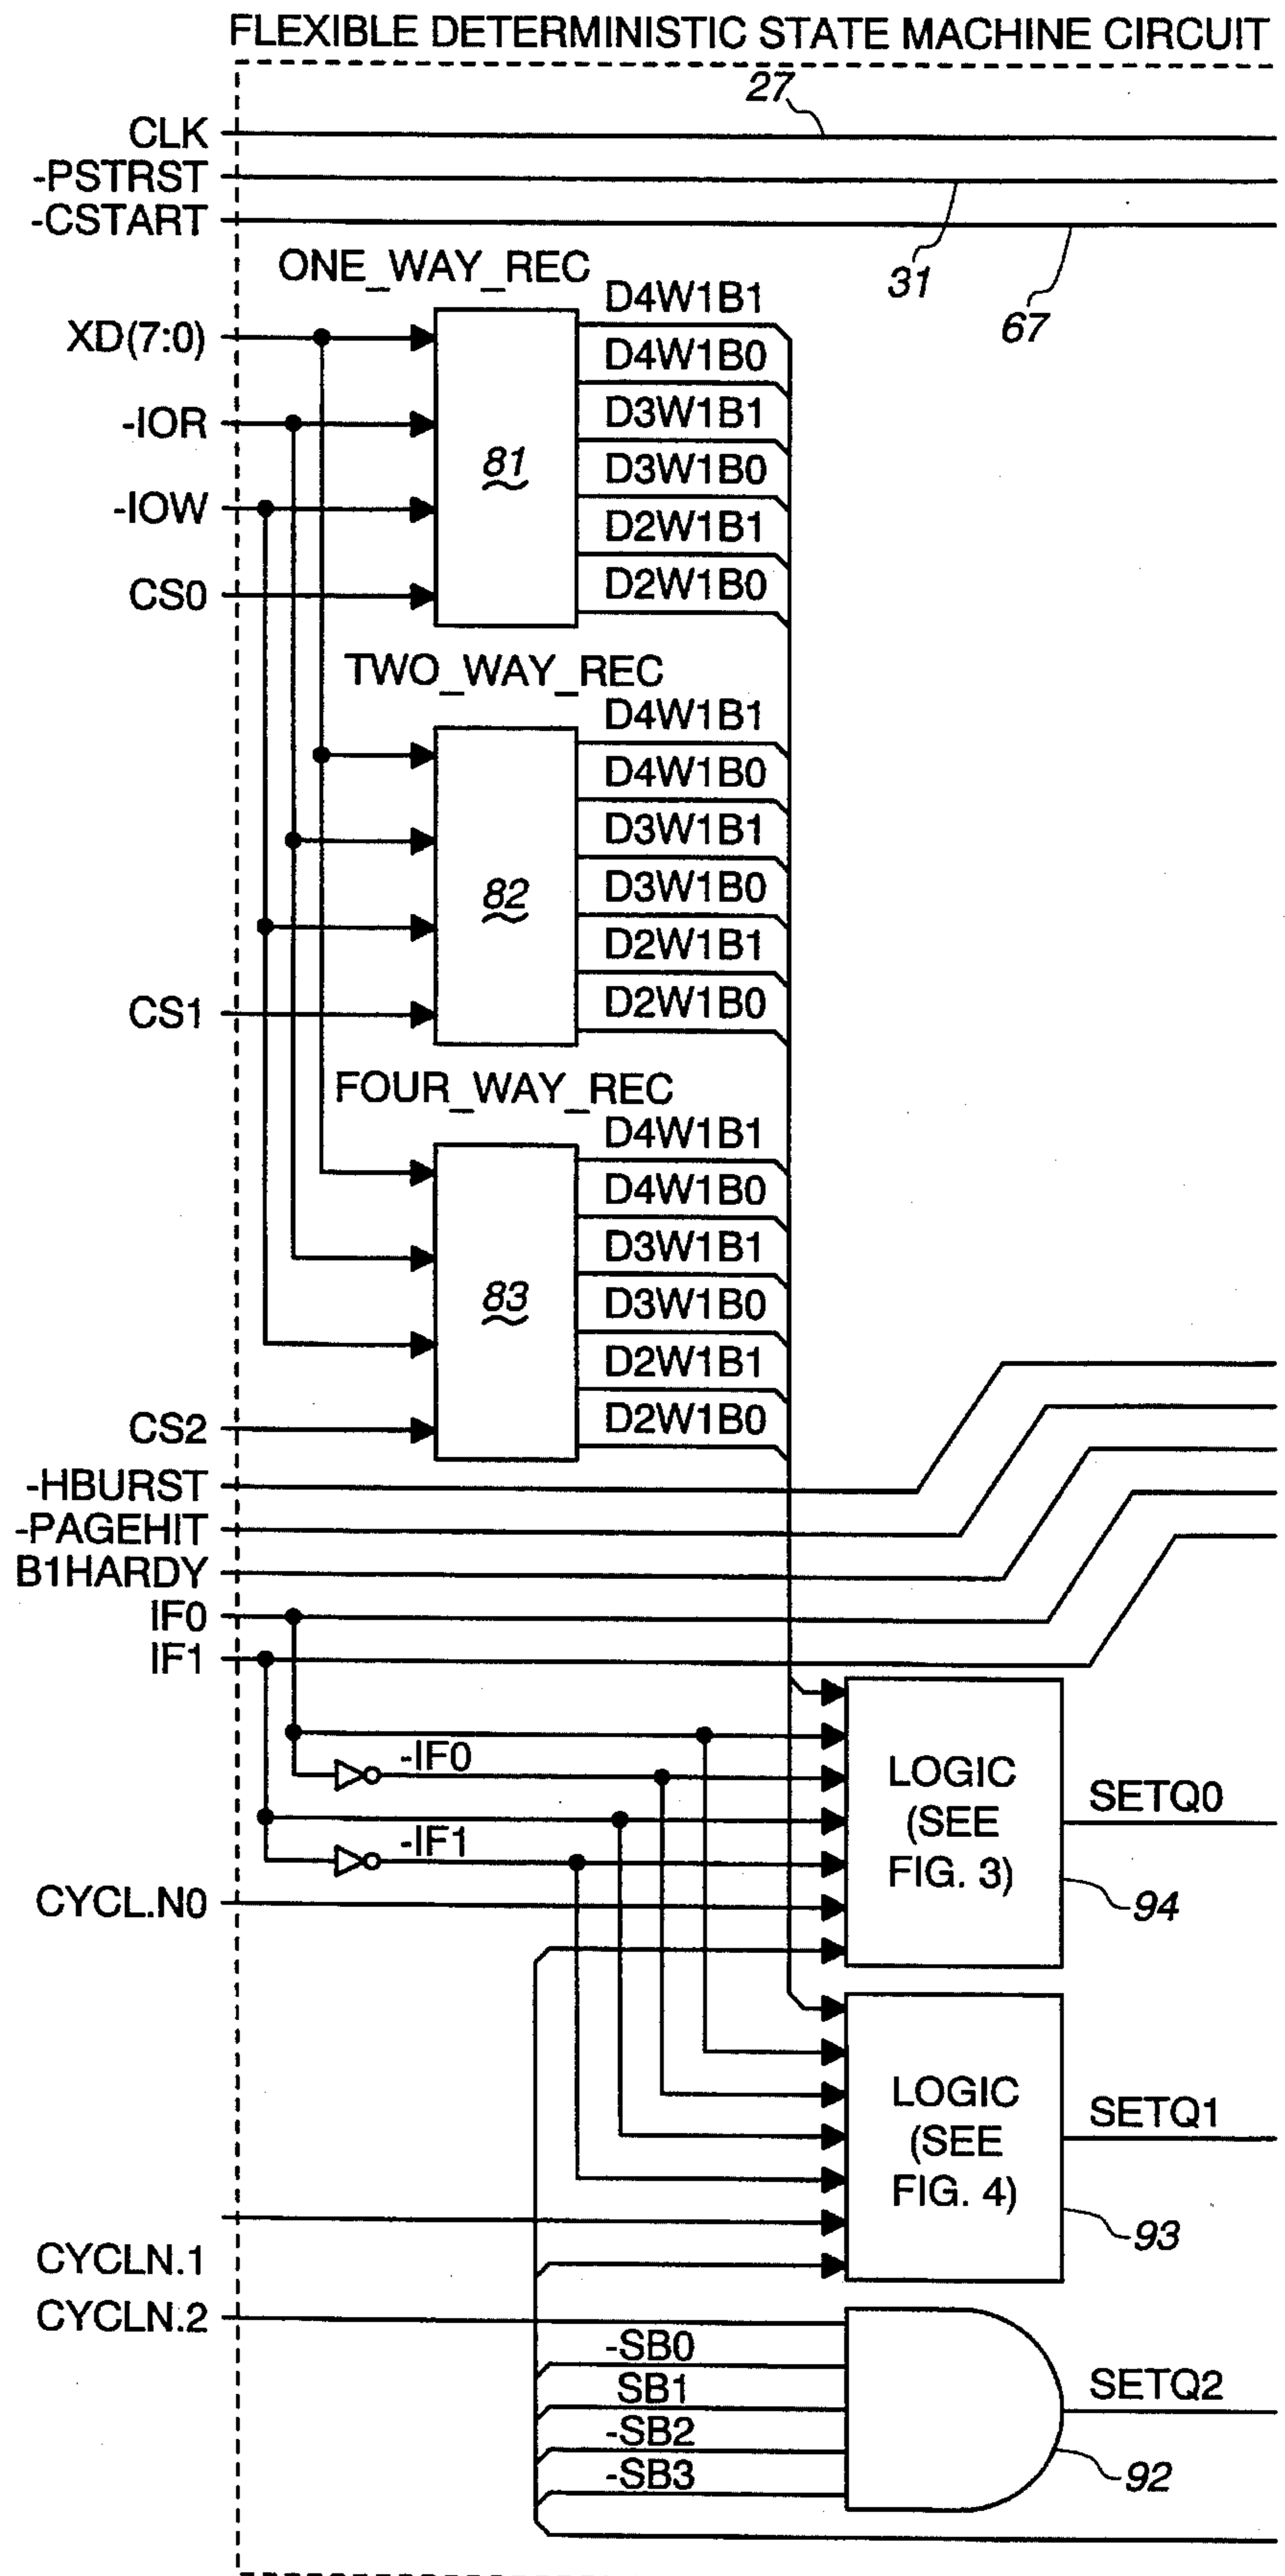 FLEXIBLE DETERMINISTIC STATE MACHINE CIRCUIT
27
CLK
-PSTRST
-CSTART
31
67
ONE_WAY_REC
XD(7:0)
-IOR
-IOW
CS0
81
D4W1B1
D4W1B0
D3W1B1
D3W1B0
D2W1B1
D2W1B0
TWO_WAY_REC
82
D4W1B1
D4W1B0
D3W1B1
D3W1B0
D2W1B1
D2W1B0
CS1
FOUR_WAY_REC
83
D4W1B1
D4W1B0
D3W1B1
D3W1B0
D2W1B1
D2W1B0
CS2
-HBURST
-PAGEHIT
B1HARDY
IF0
IF1
-IF0
-IF1
LOGIC
(SEE
FIG. 3)
SETQ0
94
CYCL.N0
LOGIC
(SEE
FIG. 4)
SETQ1
93
CYCLN.1
CYCLN.2
-SB0
SB1
-SB2
-SB3
SETQ2
92